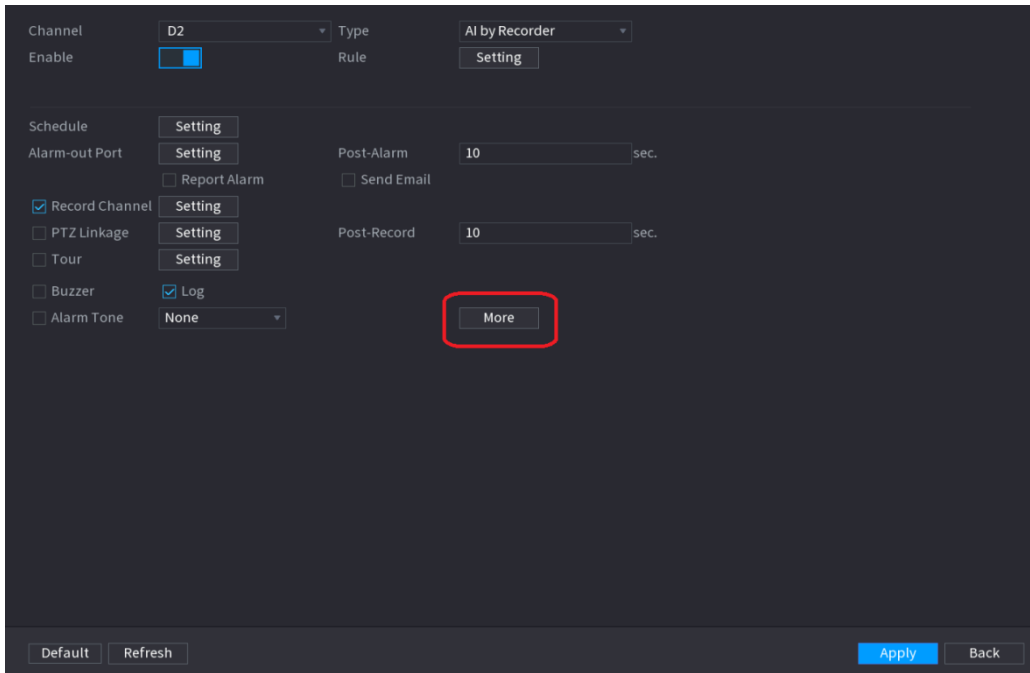 Channel D2 Type AI by Recorder
Enable Rule Setting
Schedule Setting
Alarm-out Port Setting Post-Alarm 10 sec.
Report Alarm Send Email
Record Channel Setting
PTZ Linkage Setting Post-Record 10 sec.
Tour Setting
Buzzer Log
Alarm Tone None More
Default Refresh Apply Back